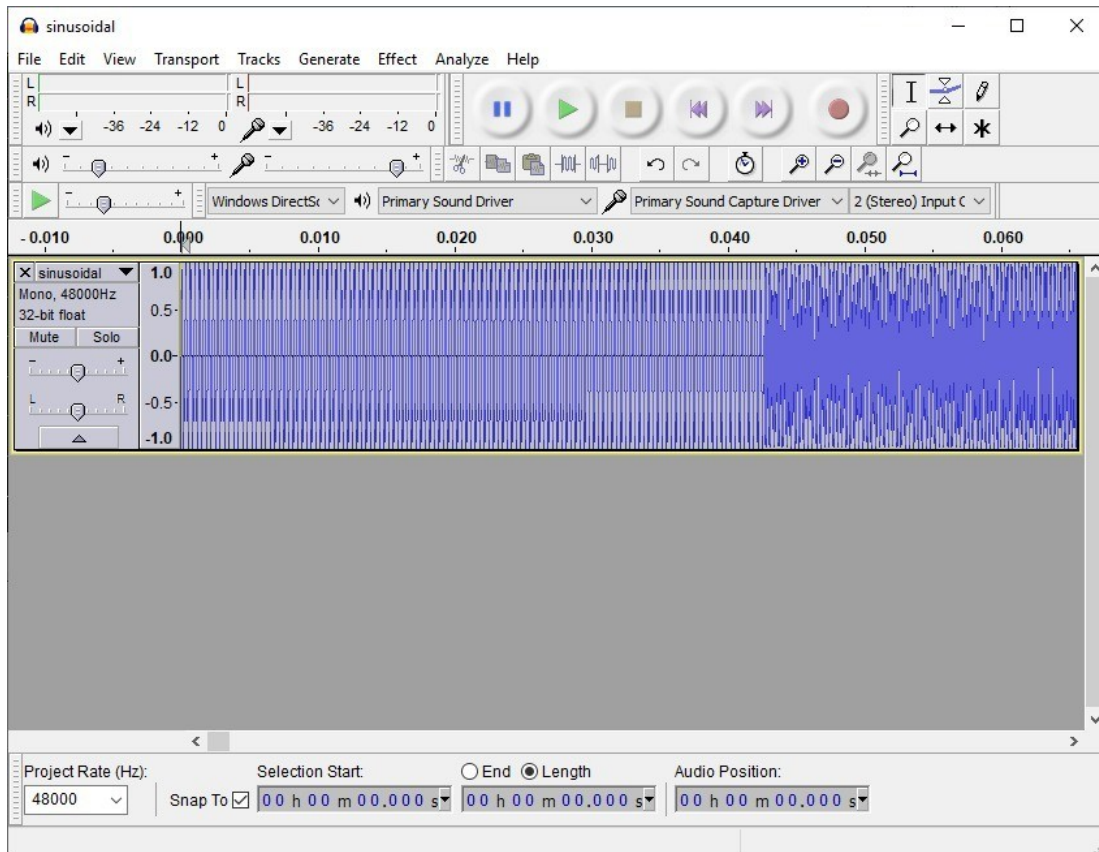 sinusoidal
File Edit View Transport Tracks Generate Effect Analyze Help
L
R
-36 -24 -12 0
L
R
-36 -24 -12 0
Windows DirectSc
Primary Sound Driver
Primary Sound Capture Driver
2 (Stereo) Input C
-0.010 0.000 0.010 0.020 0.030 0.040 0.050 0.060
X sinusoidal
Mono, 48000Hz
32-bit float
Mute Solo
- +
L R
1.0
0.5-
0.0-
-0.5-
-1.0
Project Rate (Hz): Selection Start: End Length Audio Position:
48000 Snap To 00 h 00 m 00.000 s 00 h 00 m 00.000 s 00 h 00 m 00.000 s